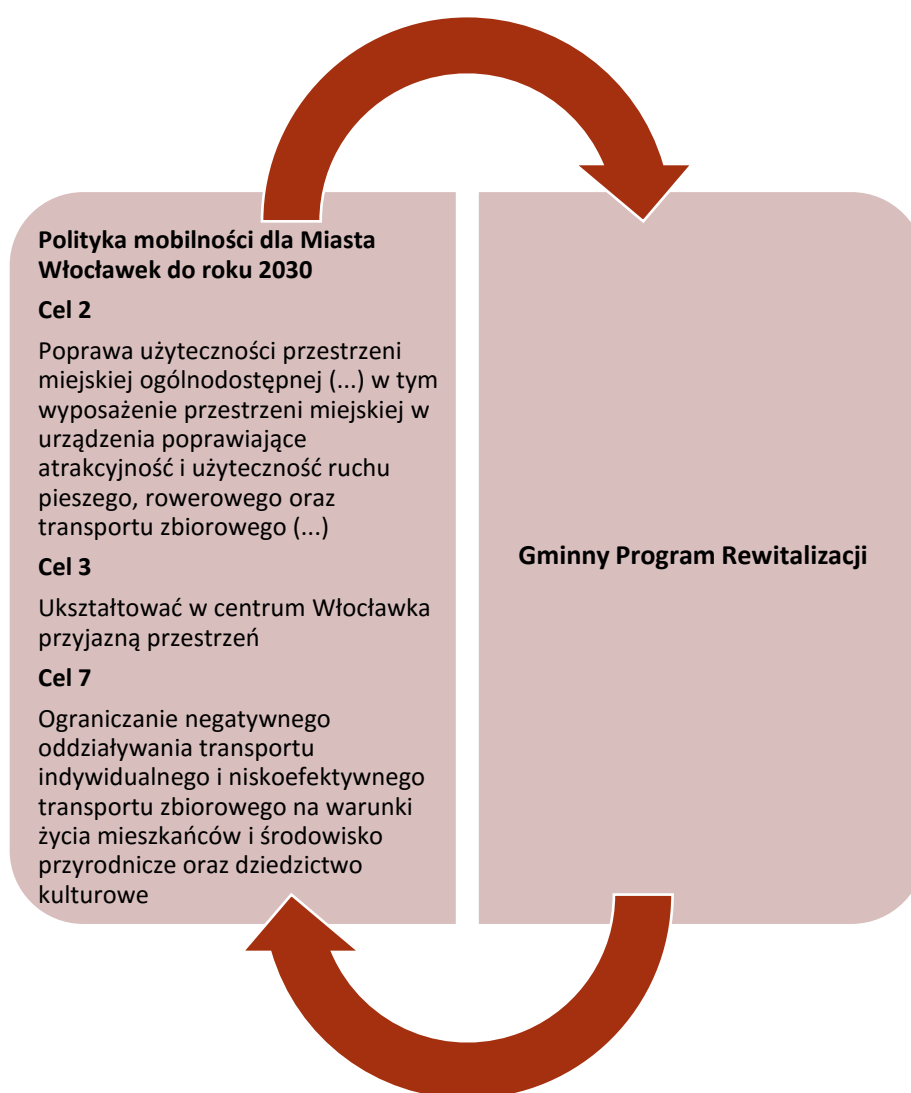 Polityka mobilności dla Miasta
Włocławek do roku 2030
Cel 2
Poprawa użyteczności przestrzeni
miejskiej ogólnodostępnej (...) w tym
wyposażenie przestrzeni miejskiej w
urządzenia poprawiające
atrakcyjność i użyteczność ruchu
pieszego, rowerowego oraz
transportu zbiorowego (...)
Cel 3
Ukształtować w centrum Włocławka
przyjazną przestrzeń
Cel 7
Ograniczanie negatywnego
oddziaływania transportu
indywidualnego i niskoefektywnego
transportu zbiorowego na warunki
życia mieszkańców i środowisko
przyrodnicze oraz dziedzictwo
kulturowe
Gminny Program Rewitalizacji